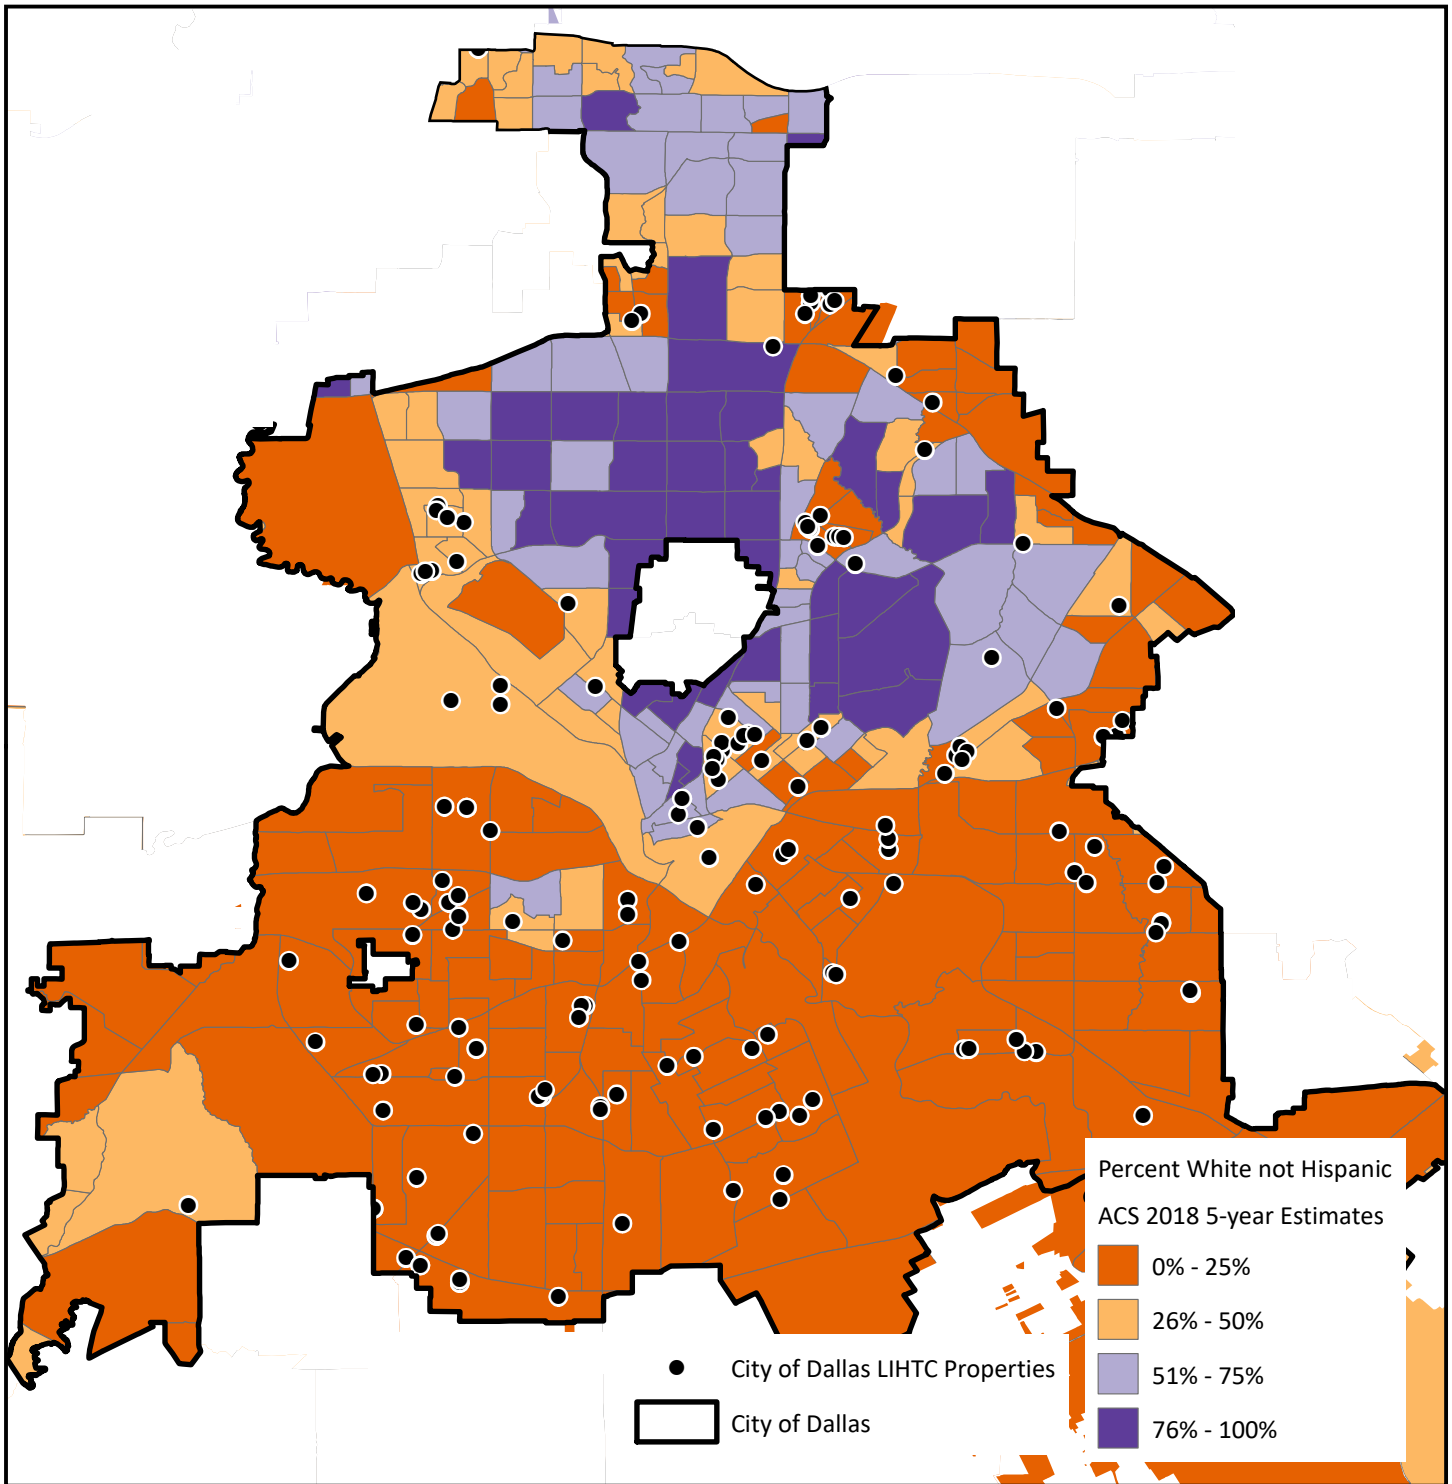 Percent White not Hispanic
ACS 2018 5-year Estimates
0% - 25%
26% - 50%
51% - 75%
76% - 100%
City of Dallas LIHTC Properties
City of Dallas